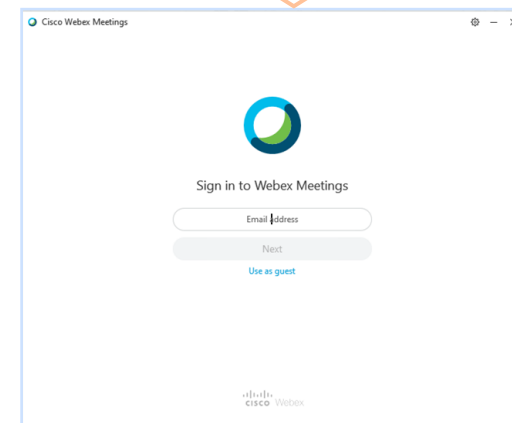 Cisco Webex Meetings
Sign in to Webex Meetings
Email address
Next
Use as guest
cisco Webex